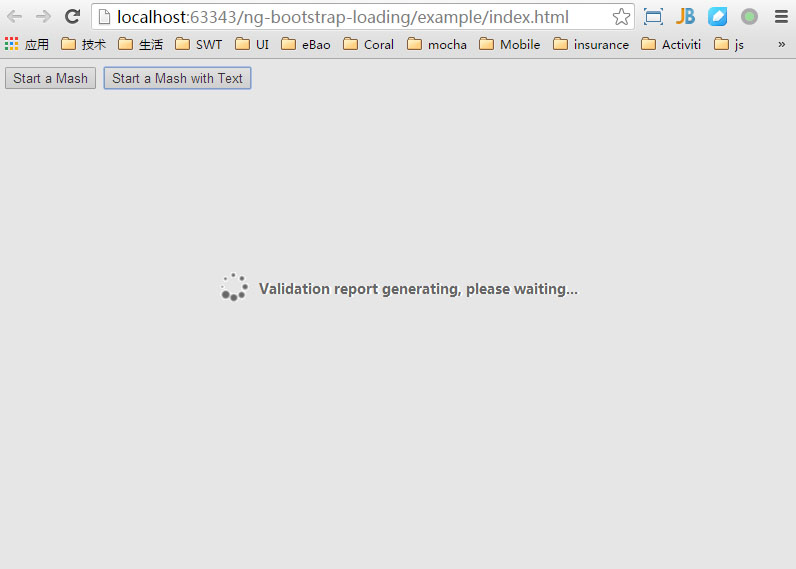 localhost:63343/ng-bootstrap-loading/example/index.html
应用 技术 生活 SWT UI eBao Coral mocha Mobile insurance Activiti js »
Start a Mash Start a Mash with Text
Validation report generating, please waiting...